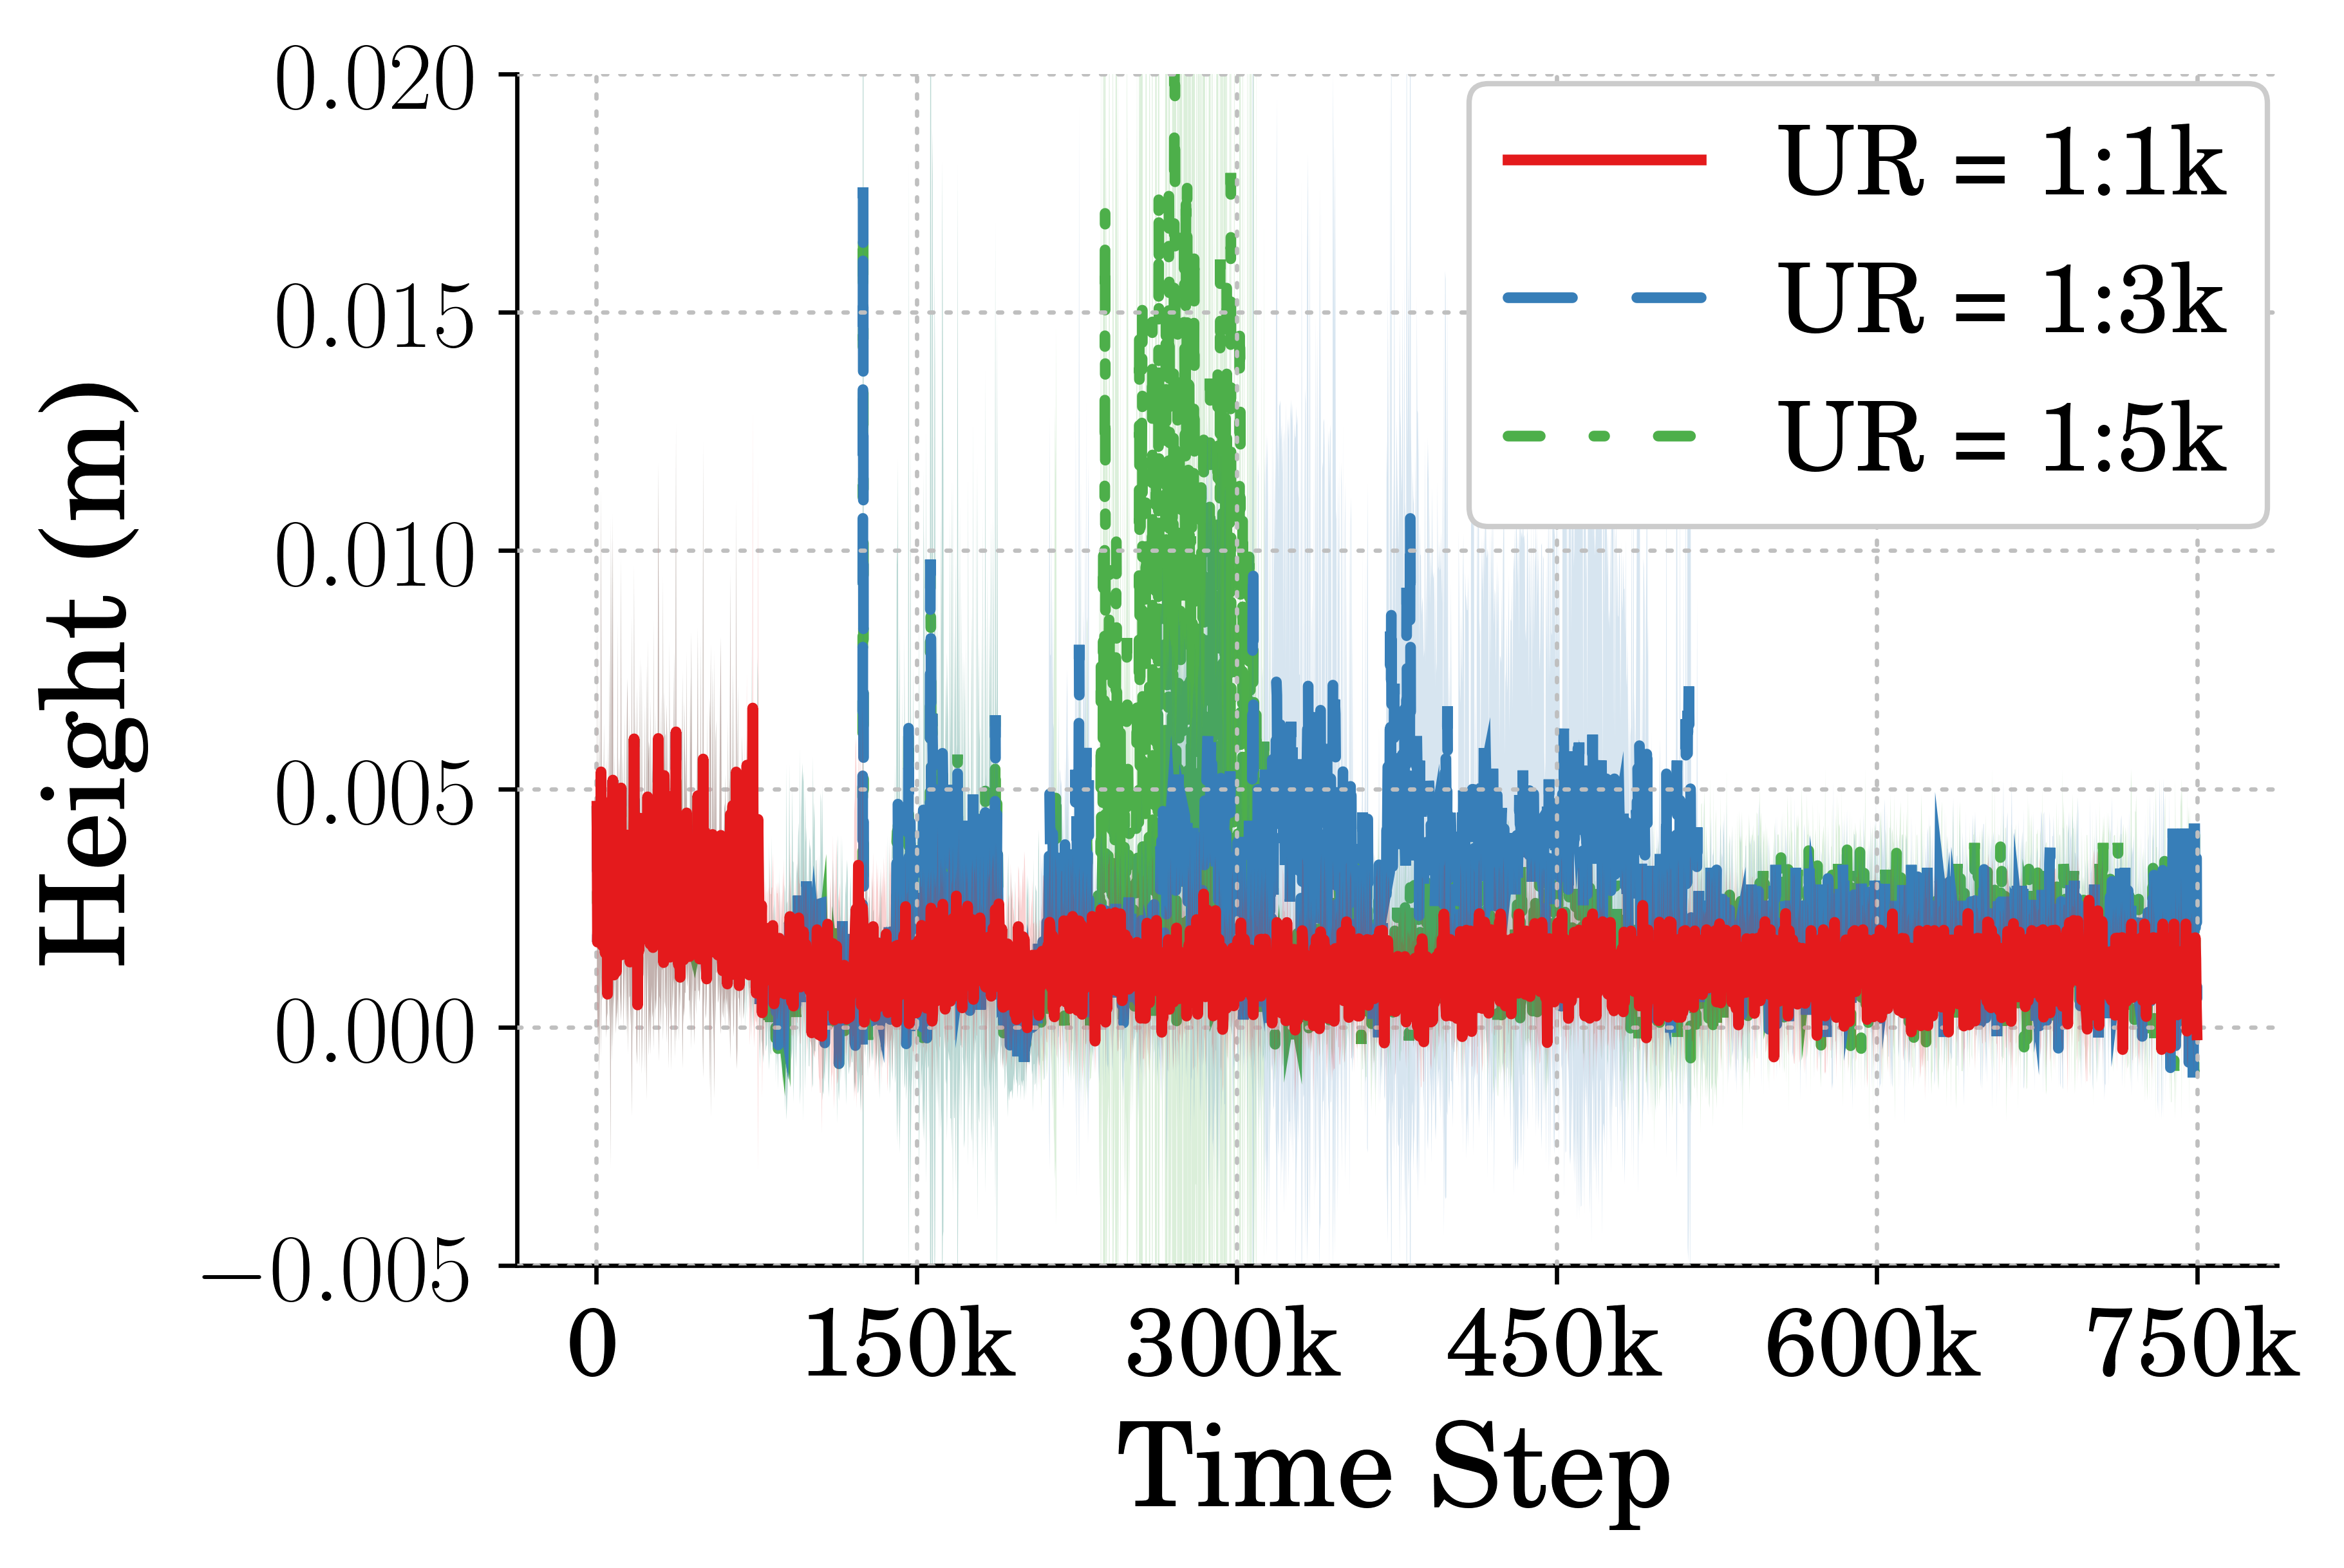 0.020
0.015
0.010
0.005
0.000
−0.005
Height (m)
UR = 1:1k
UR = 1:3k
UR = 1:5k
0 150k 300k 450k 600k 750k
Time Step